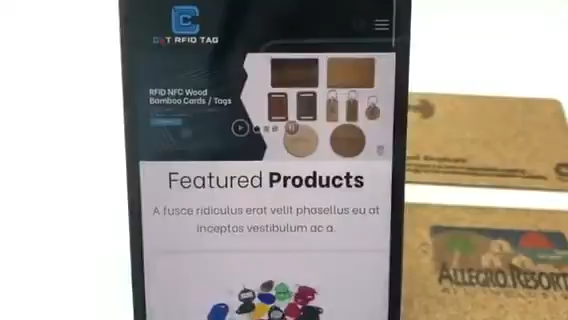 RFID TAG
RFID NFC Wood
Bamboo Cards / Tags
Featured Products
A fusce ridiculus erat velit phasellus eu at
inceptos vestibulum ac a.
ALLEGRO RESORT